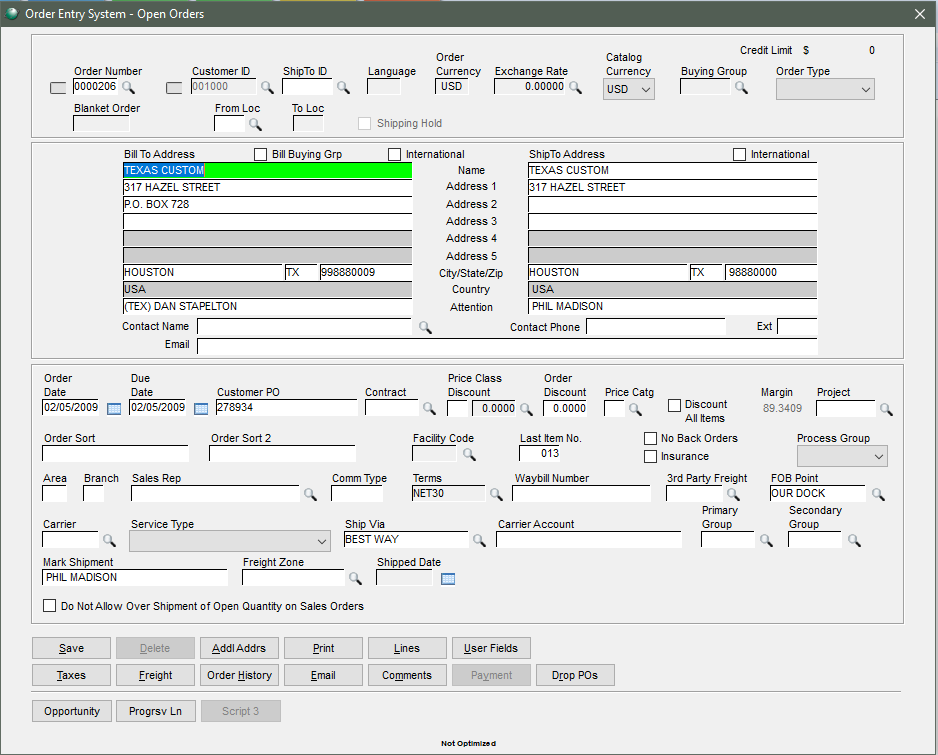 Order Entry System - Open Orders
Credit Limit $ 0
Order Number Customer ID ShipTo ID Language Order Currency Exchange Rate Catalog Currency Buying Group Order Type
0000206 001000 USD 0.00000 USD
Blanket Order From Loc To Loc
Shipping Hold
Bill To Address Bill Buying Grp International ShipTo Address International
TEXAS CUSTOM Name TEXAS CUSTOM
317 HAZEL STREET Address 1 317 HAZEL STREET
P.O. BOX 728 Address 2
Address 3
Address 4
Address 5
HOUSTON TX 998880009 City/State/Zip HOUSTON TX 98880000
USA Country USA
(TEX) DAN STAPELTON Attention PHIL MADISON
Contact Name Contact Phone Ext
Email
Order Date Due Date Customer PO Contract Price Class Discount Order Discount Price Catg Discount All Items Margin Project
02/05/2009 02/05/2009 278934 0.0000 0.0000 89.3409
Order Sort Order Sort 2 Facility Code Last Item No. No Back Orders Process Group
013 Insurance
Area Branch Sales Rep Comm Type Terms Waybill Number 3rd Party Freight FOB Point
NET30 OUR DOCK
Carrier Service Type Ship Via Carrier Account Primary Group Secondary Group
BEST WAY
Mark Shipment Freight Zone Shipped Date
PHIL MADISON
Do Not Allow Over Shipment of Open Quantity on Sales Orders
Save Delete Addl Addrs Print Lines User Fields
Taxes Freight Order History Email Comments Payment Drop POs
Opportunity Progrsv Ln Script 3
Not Optimized